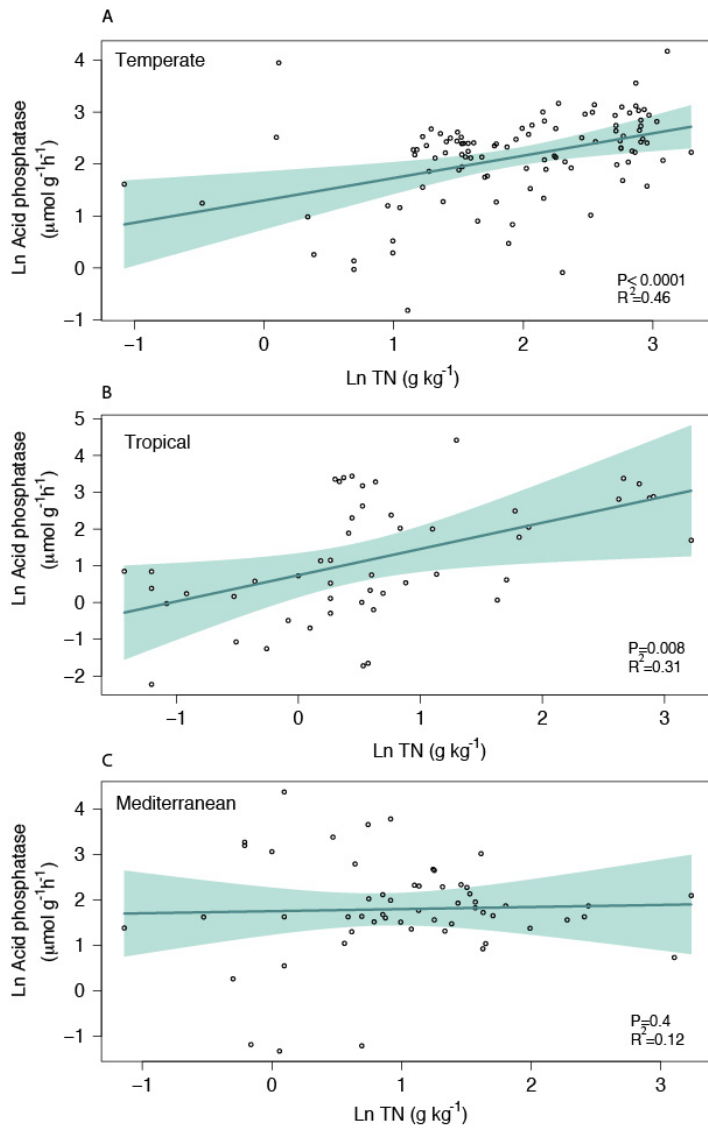 A
Temperate
4
3
2
1
0
−1
Ln Acid phosphatase
(μmol g⁻¹h⁻¹)
P< 0.0001
R²=0.46
−1 0 1 2 3
Ln TN (g kg⁻¹)
B
Tropical
5
4
3
2
1
0
−1
−2
Ln Acid phosphatase
(μmol g⁻¹h⁻¹)
P=0.008
R²=0.31
−1 0 1 2 3
Ln TN (g kg⁻¹)
C
Mediterranean
4
3
2
1
0
−1
Ln Acid phosphatase
(μmol g⁻¹h⁻¹)
P=0.4
R²=0.12
−1 0 1 2 3
Ln TN (g kg⁻¹)